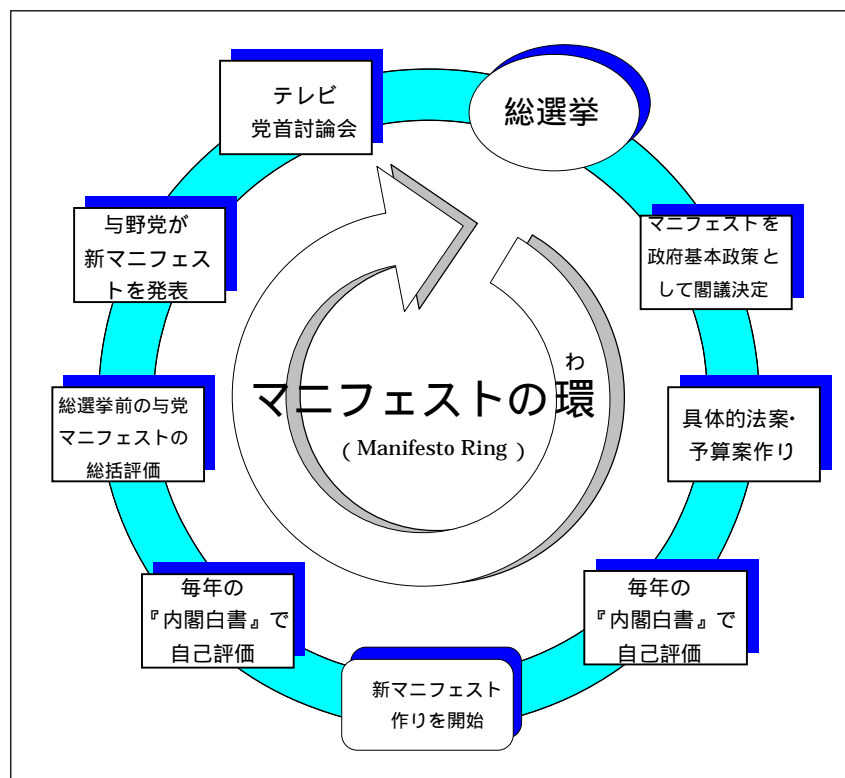 総選挙
マニフェストを
政府基本政策と
して閣議決定
具体的法案・
予算案作り
毎年の
『内閣白書』で
自己評価
新マニフェスト
作りを開始
毎年の
『内閣白書』で
自己評価
総選挙前の与党
マニフェストの
総括評価
与野党が
新マニフェス
トを発表
テレビ
党首討論会
わ
マニフェストの環
( Manifesto Ring )